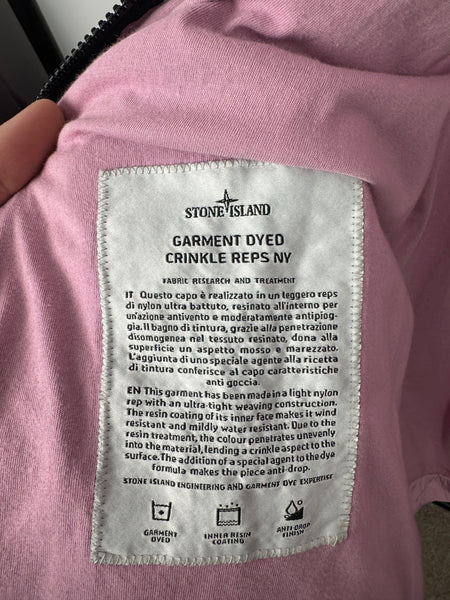 STONE ISLAND
GARMENT DYED
CRINKLE REPS NY
FABRIC RESEARCH AND TREATMENT
IT Questo capo è realizzato in un leggero reps
di nylon ultra battuto, resinato all'interno per
un'azione antivento e moderatamente antipiog-
gia. Il bagno di tintura, grazie alla penetrazione
disomogenea nel tessuto resinato, dona alla
superficie un aspetto mosso e marezzato.
L'aggiunta di uno speciale agente alla ricetta
di tintura conferisce al capo caratteristiche
anti goccia.
EN This garment has been made in a light nylon
rep with an ultra-tight weaving construction.
The resin coating of its inner face makes it wind
resistant and mildly water resistant. Due to the
resin treatment, the colour penetrates unevenly
into the material, lending a crinkle aspect to the
surface. The addition of a special agent to the dye
formula makes the piece anti-drop.
STONE ISLAND ENGINEERING AND GARMENT DYE EXPERTISE
GARMENT
DYED
INNER RESIN
COATING
ANTI-DROP
FINISH